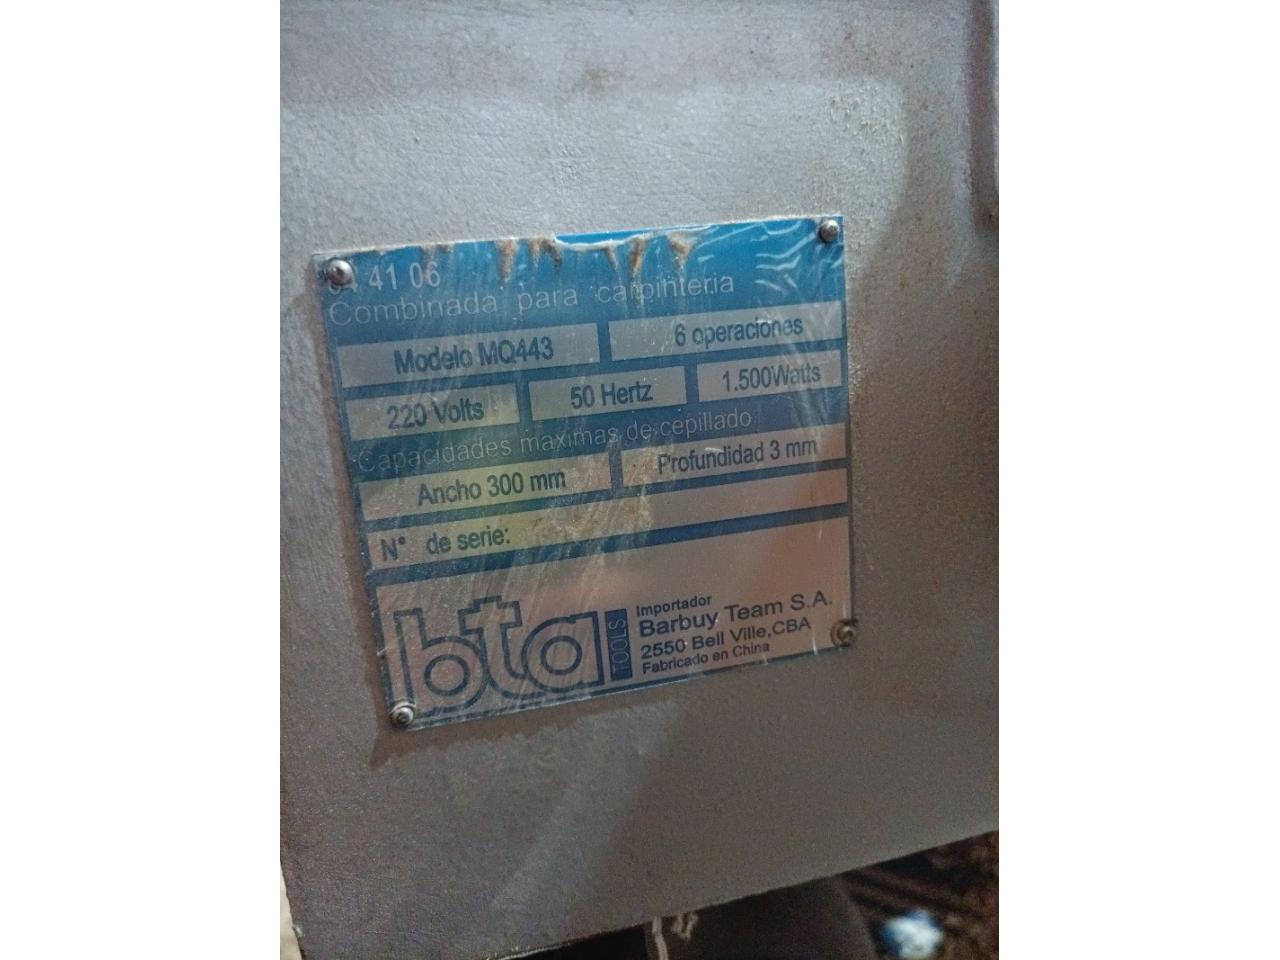 41 06
Combinada para carpinteria
Modelo MQ443
6 operaciones
220 Volts
50 Hertz
1.500Watts
Capacidades maximas de cepillado
Ancho 300 mm
Profundidad 3 mm
N° de serie:
bta
TOOLS
Importador
Barbuy Team S.A.
2550 Bell Ville,CBA
Fabricado en China